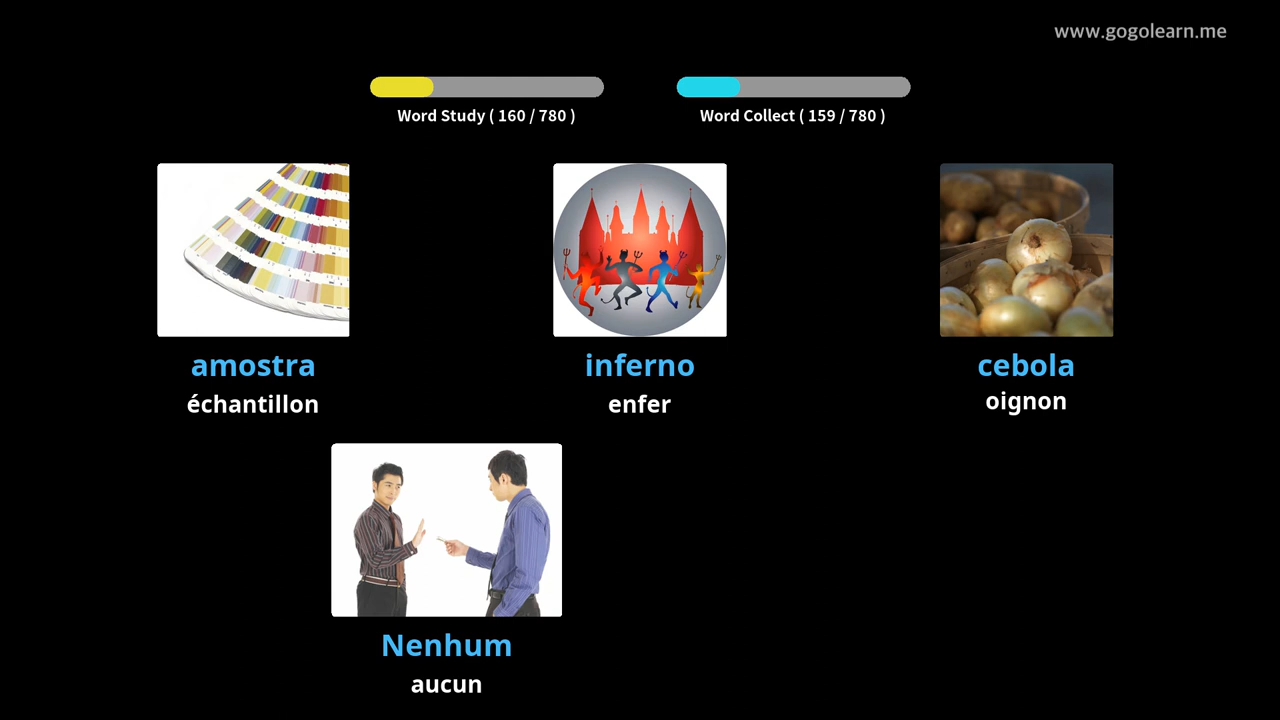 www.gogolearn.me
Word Study ( 160 / 780 )
Word Collect ( 159 / 780 )
amostra
échantillon
inferno
enfer
cebola
oignon
Nenhum
aucun